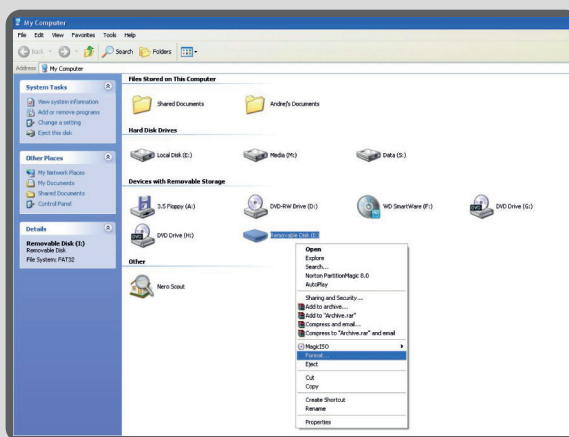 My Computer
File Edit View Favorites Tools Help
Back Search Folders
Address My Computer
System Tasks
View system information
Add or remove programs
Change a setting
Eject this disk
Other Places
My Network Places
My Documents
Shared Documents
Control Panel
Details
Removable Disk (I:)
Removable Disk
File System: FAT32
Files Stored on This Computer
Shared Documents Andrej's Documents
Hard Disk Drives
Local Disk (C:) Media (M:) Data (S:)
Devices with Removable Storage
3.5 Floppy (A:) DVD-RW Drive (D:) WD SmartWare (F:) DVD Drive (G:)
DVD Drive (H:) Removable Disk (I:)
Other
Nero Scout
Open
Explore
Search...
Norton PartitionMagic 8.0
AutoPlay
Sharing and Security...
Add to archive...
Add to "Archive.rar"
Compress and email...
Compress to "Archive.rar" and email
MagicISO
Format...
Eject
Cut
Copy
Create Shortcut
Rename
Properties